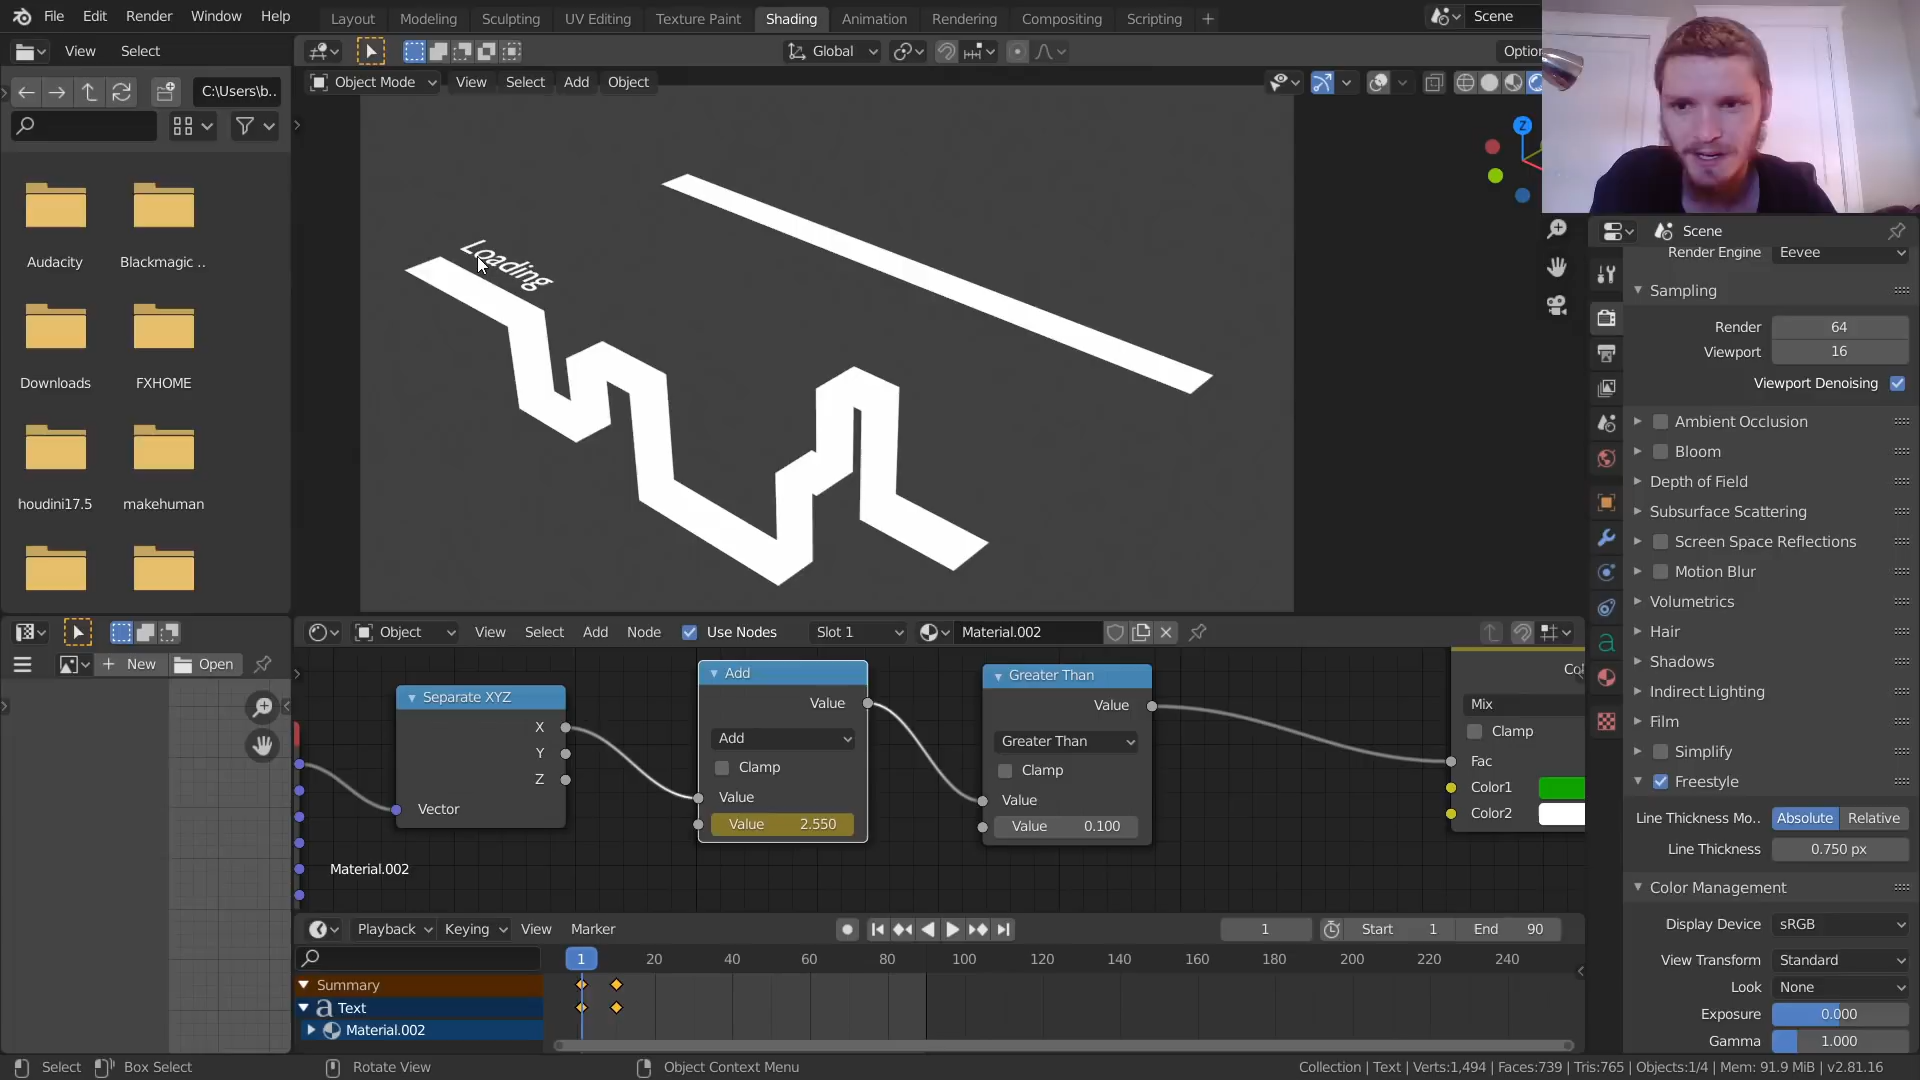 File Edit Render Window Help Layout Modeling Sculpting UV Editing Texture Paint Shading Animation Rendering Compositing Scripting + Scene
View Select Global Optio
C:\Users\b.. Object Mode View Select Add Object
Z
Audacity Blackmagic ..
Downloads FXHOME
houdini17.5 makehuman
Loading
Scene
Render Engine Eevee
Sampling
Render 64
Viewport 16
Viewport Denoising
Ambient Occlusion
Bloom
Depth of Field
Subsurface Scattering
Screen Space Reflections
Motion Blur
Volumetrics
Hair
Shadows
Indirect Lighting
Film
Simplify
Freestyle
Line Thickness Mo.. Absolute Relative
Line Thickness 0.750 px
Color Management
Display Device sRGB
View Transform Standard
Look None
Exposure 0.000
Gamma 1.000
Object View Select Add Node Use Nodes Slot 1 Material.002
+ New Open
Separate XYZ
X
Y
Z
Vector
Add
Value
Add
Clamp
Value
Value 2.550
Greater Than
Value
Greater Than
Clamp
Value
Value 0.100
Mix
Clamp
Fac
Color1
Color2
Material.002
Playback Keying View Marker 1 Start 1 End 90
1 20 40 60 80 100 120 140 160 180 200 220 240
Summary
Text
Material.002
Select Box Select Rotate View Object Context Menu Collection | Text | Verts:1,494 | Faces:739 | Tris:765 | Objects:1/4 | Mem: 91.9 MiB | v2.81.16